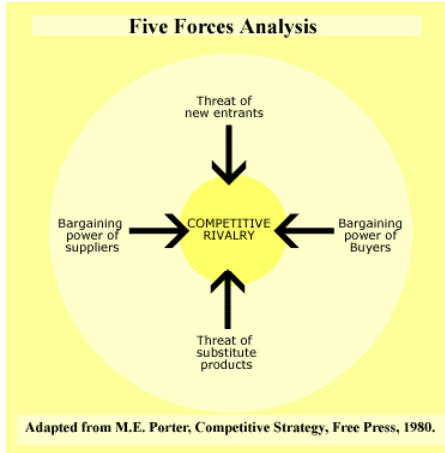 Five Forces Analysis
Threat of
new entrants
Bargaining
power of
suppliers
COMPETITIVE
RIVALRY
Bargaining
power of
Buyers
Threat of
substitute
products
Adapted from M.E. Porter, Competitive Strategy, Free Press, 1980.